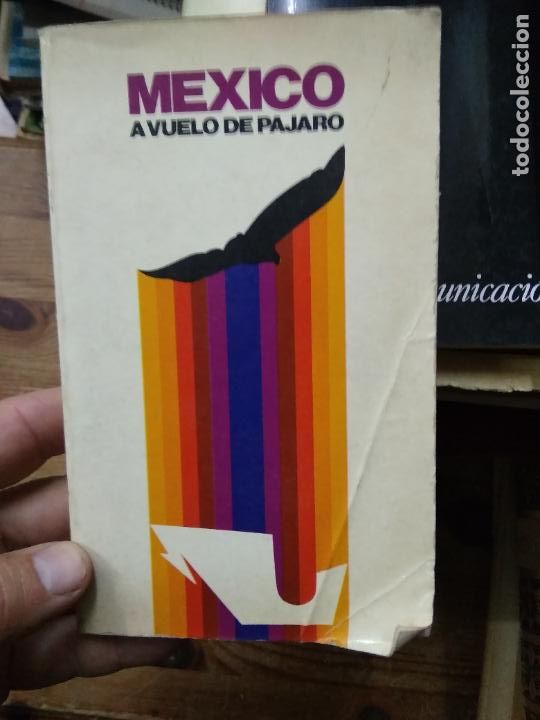 MEXICO
A VUELO DE PAJARO
unicacio
todocoleccion